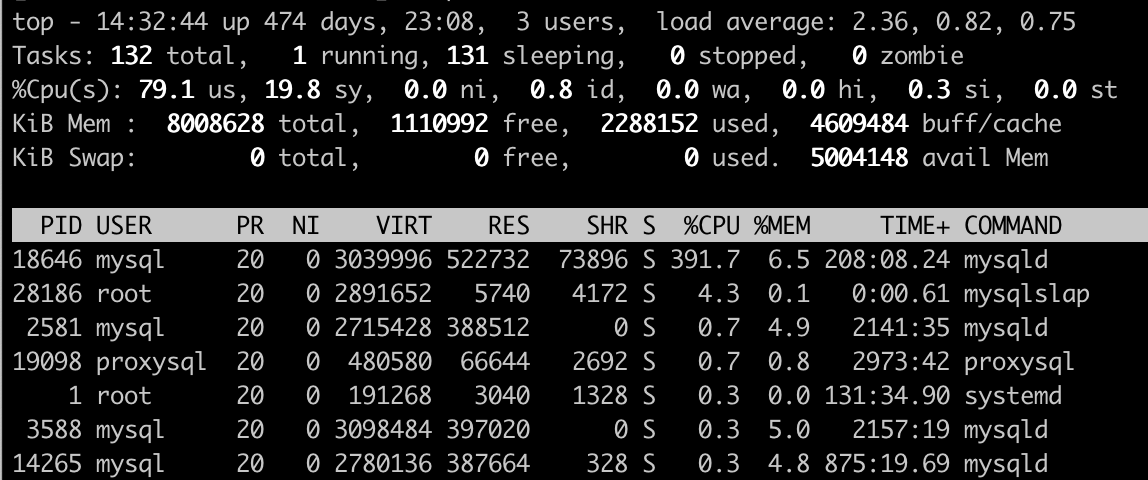 top - 14:32:44 up 474 days, 23:08,  3 users,  load average: 2.36, 0.82, 0.75
Tasks: 132 total,   1 running, 131 sleeping,   0 stopped,   0 zombie
%Cpu(s): 79.1 us, 19.8 sy,  0.0 ni,  0.8 id,  0.0 wa,  0.0 hi,  0.3 si,  0.0 st
KiB Mem :  8008628 total,  1110992 free,  2288152 used,  4609484 buff/cache
KiB Swap:        0 total,        0 free,        0 used.  5004148 avail Mem
  PID USER      PR  NI    VIRT    RES    SHR S  %CPU %MEM     TIME+ COMMAND
18646 mysql     20   0 3039996 522732  73896 S 391.7  6.5 208:08.24 mysqld
28186 root      20   0 2891652   5740   4172 S   4.3  0.1   0:00.61 mysqlslap
 2581 mysql     20   0 2715428 388512      0 S   0.7  4.9   2141:35 mysqld
19098 proxysql  20   0  480580  66644   2692 S   0.7  0.8   2973:42 proxysql
    1 root      20   0  191268   3040   1328 S   0.3  0.0 131:34.90 systemd
 3588 mysql     20   0 3098484 397020      0 S   0.3  5.0   2157:19 mysqld
14265 mysql     20   0 2780136 387664    328 S   0.3  4.8 875:19.69 mysqld